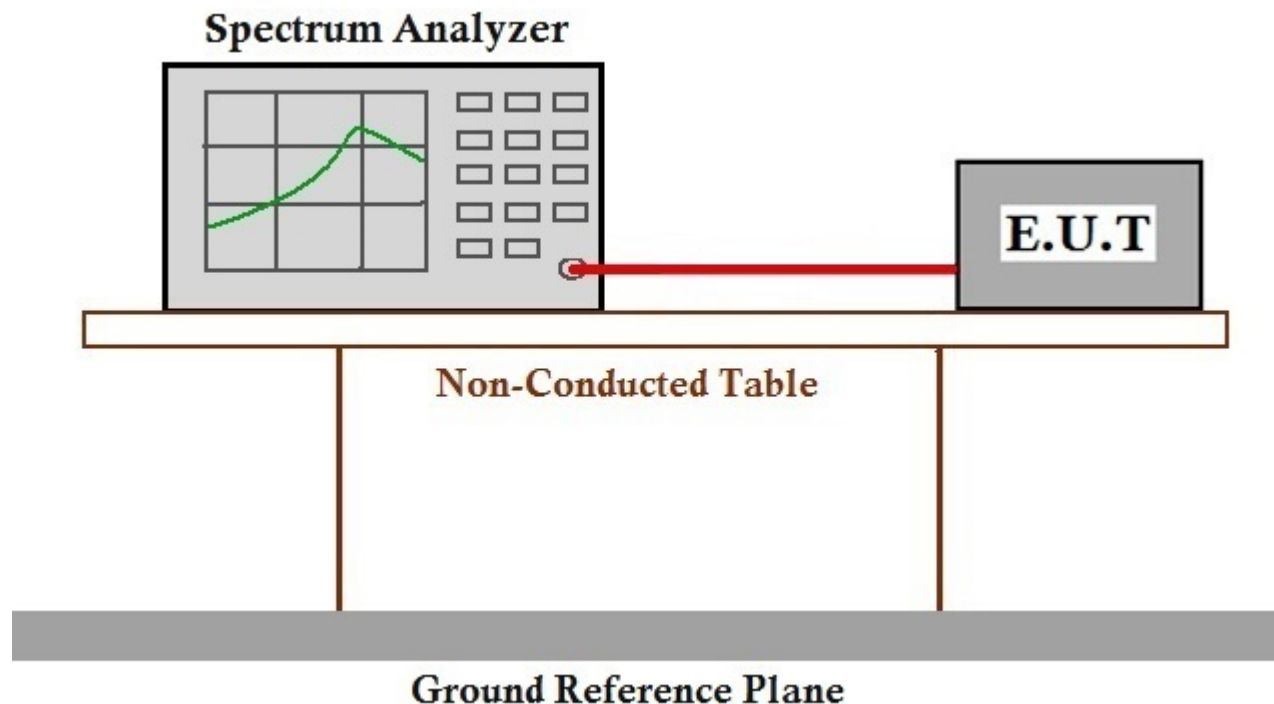 Spectrum Analyzer
E.U.T
Non-Conducted Table
Ground Reference Plane